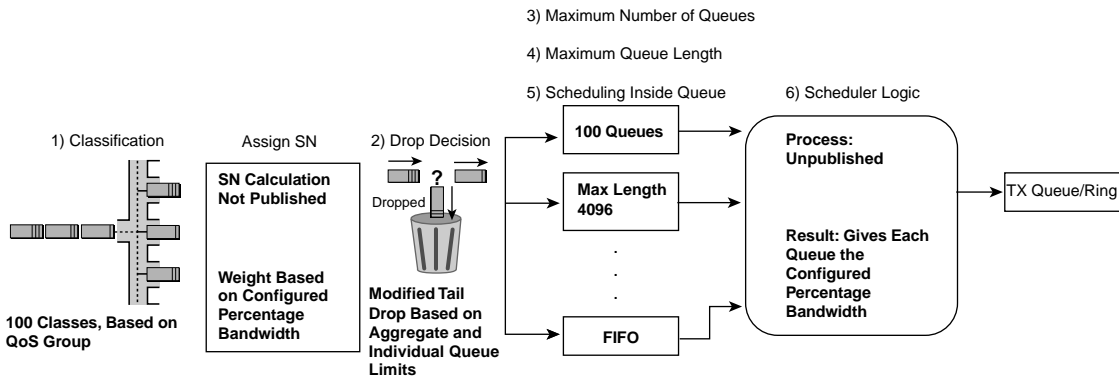 3) Maximum Number of Queues
4) Maximum Queue Length
5) Scheduling Inside Queue
6) Scheduler Logic
1) Classification
Assign SN
2) Drop Decision
100 Queues
Process:
Unpublished
SN Calculation
Not Published
?
Dropped
Max Length
4096
TX Queue/Ring
.
.
.
Result: Gives Each
Queue the
Configured
Percentage
Bandwidth
Weight Based
on Configured
Percentage
Bandwidth
100 Classes, Based on
QoS Group
Modified Tail
Drop Based on
Aggregate and
Individual Queue
Limits
FIFO